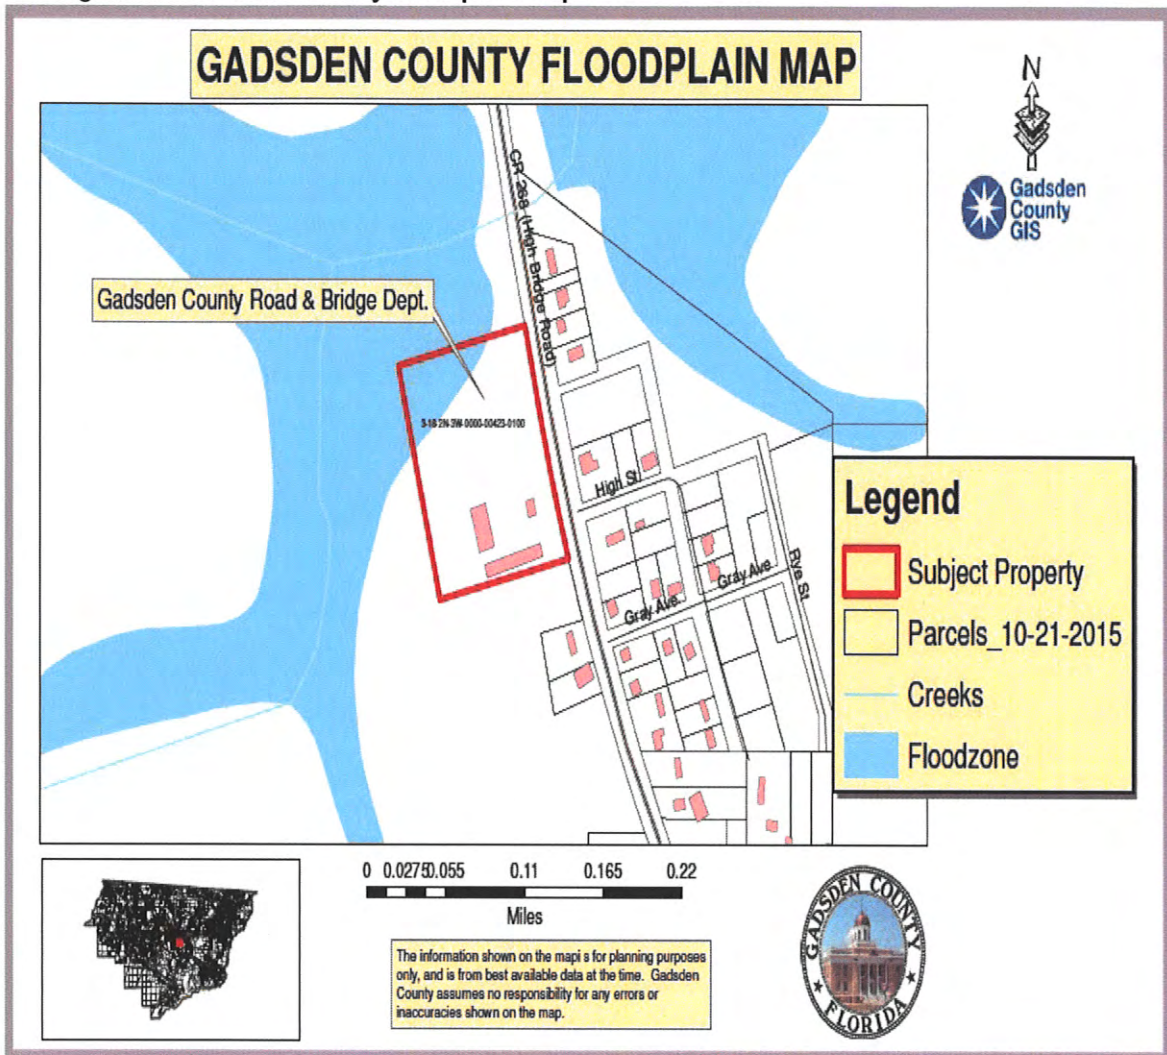 GADSDEN COUNTY FLOODPLAIN MAP
N
Gadsden
County
GIS
CR 268 (High Bridge Road)
Gadsden County Road & Bridge Dept.
High St
Gray Ave
Gray Ave
Rye St
Legend
Subject Property
Parcels_10-21-2015
Creeks
Floodzone
0 0.0275 0.055 0.11 0.165 0.22
Miles
The information shown on the mapi s for planning purposes
only, and is from best available data at the time. Gadsden
County assumes no responsibility for any errors or
inaccuracies shown on the map.
GADSDEN COUNTY
FLORIDA